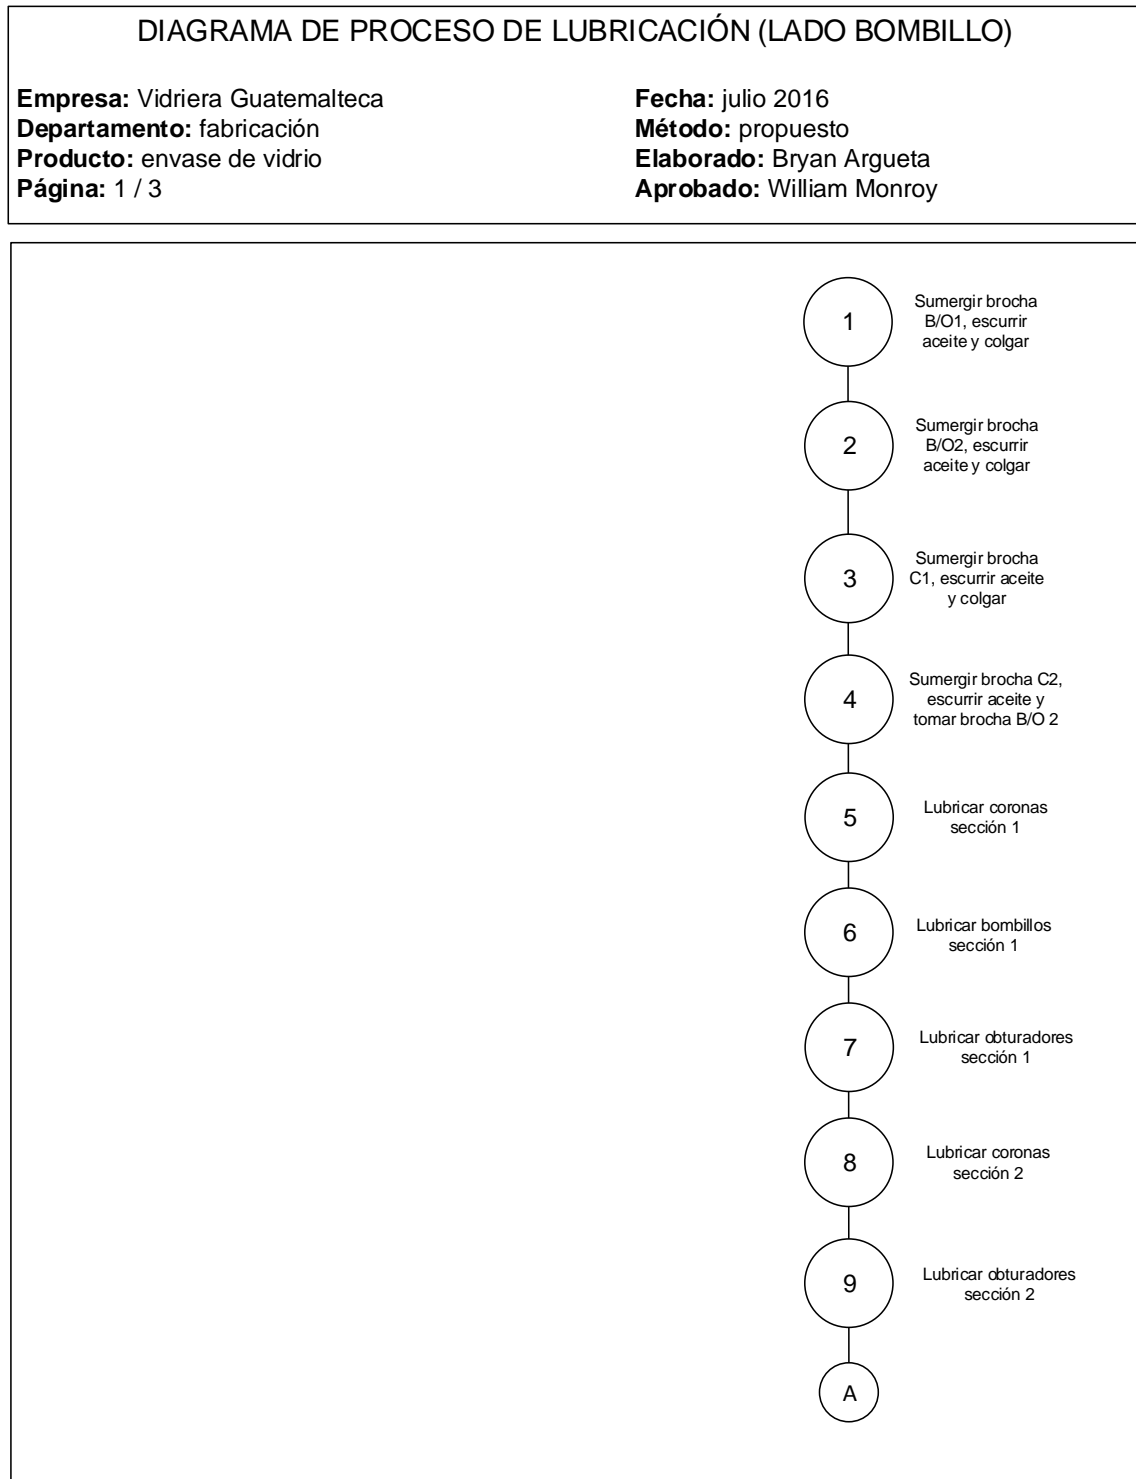 DIAGRAMA DE PROCESO DE LUBRICACIÓN (LADO BOMBILLO)
Empresa: Vidriera Guatemalteca
Departamento: fabricación
Producto: envase de vidrio
Página: 1 / 3
Fecha: julio 2016
Método: propuesto
Elaborado: Bryan Argueta
Aprobado: William Monroy
1
Sumergir brocha
B/O1, escurrir
aceite y colgar
2
Sumergir brocha
B/O2, escurrir
aceite y colgar
3
Sumergir brocha
C1, escurrir aceite
y colgar
4
Sumergir brocha C2,
escurrir aceite y
tomar brocha B/O 2
5
Lubricar coronas
sección 1
6
Lubricar bombillos
sección 1
7
Lubricar obturadores
sección 1
8
Lubricar coronas
sección 2
9
Lubricar obturadores
sección 2
A